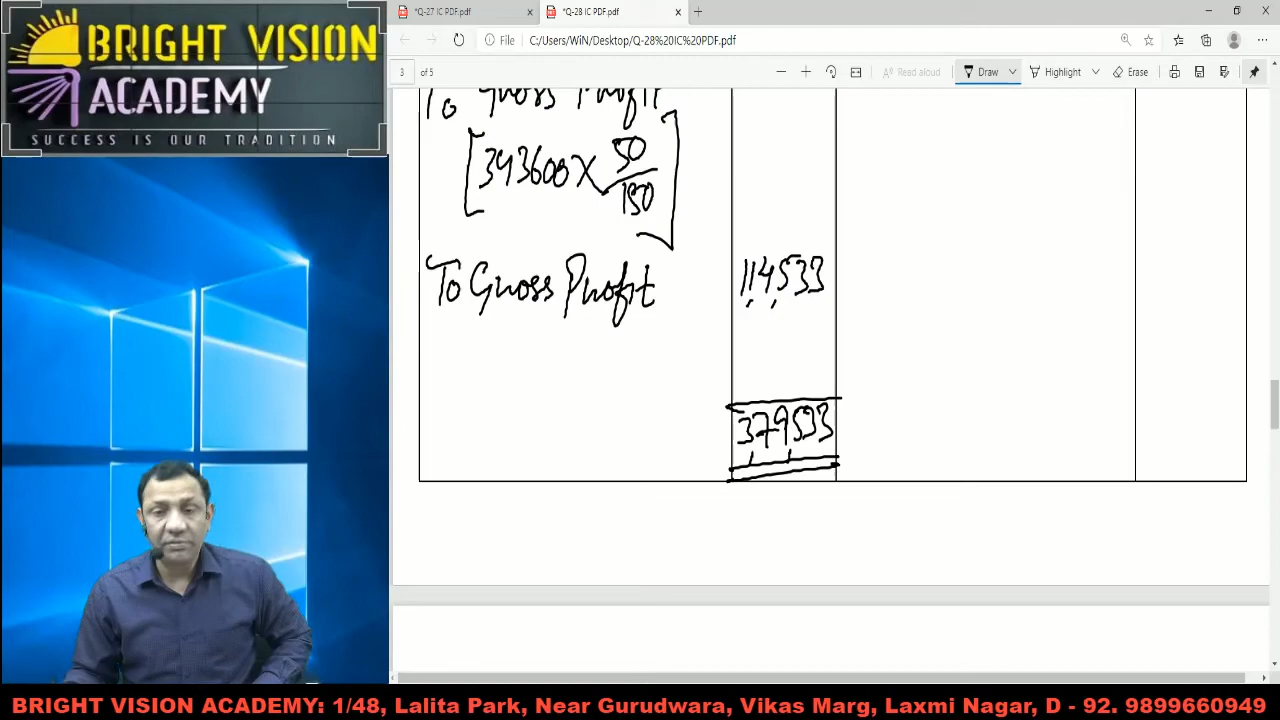 BRIGHT VISION
ACADEMY
SUCCESS IS OUR TRADITION
*Q-27 IC PDF.pdf
*Q-28 IC PDF.pdf
File
C:/Users/WiN/Desktop/Q-28%20IC%20PDF.pdf
3 of 5
Read aloud
Draw
Highlight
Erase
To Gross Profit
[343600 X 50/150]
To Gross Profit 114,533
379533
BRIGHT VISION ACADEMY: 1/48, Lalita Park, Near Gurudwara, Vikas Marg, Laxmi Nagar, D - 92. 9899660949